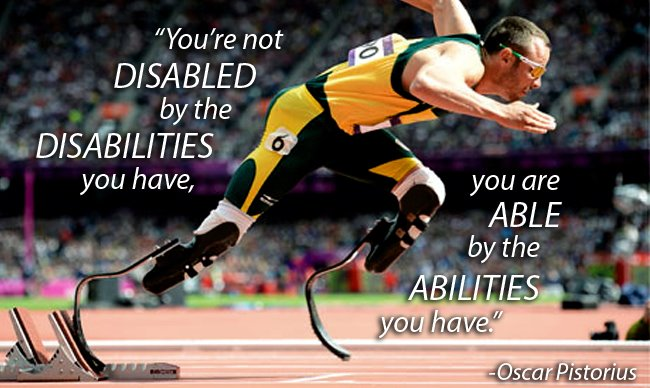 “You’re not
DISABLED
by the
DISABILITIES
you have,
you are
ABLE
by the
ABILITIES
you have.”
-Oscar Pistorius
6